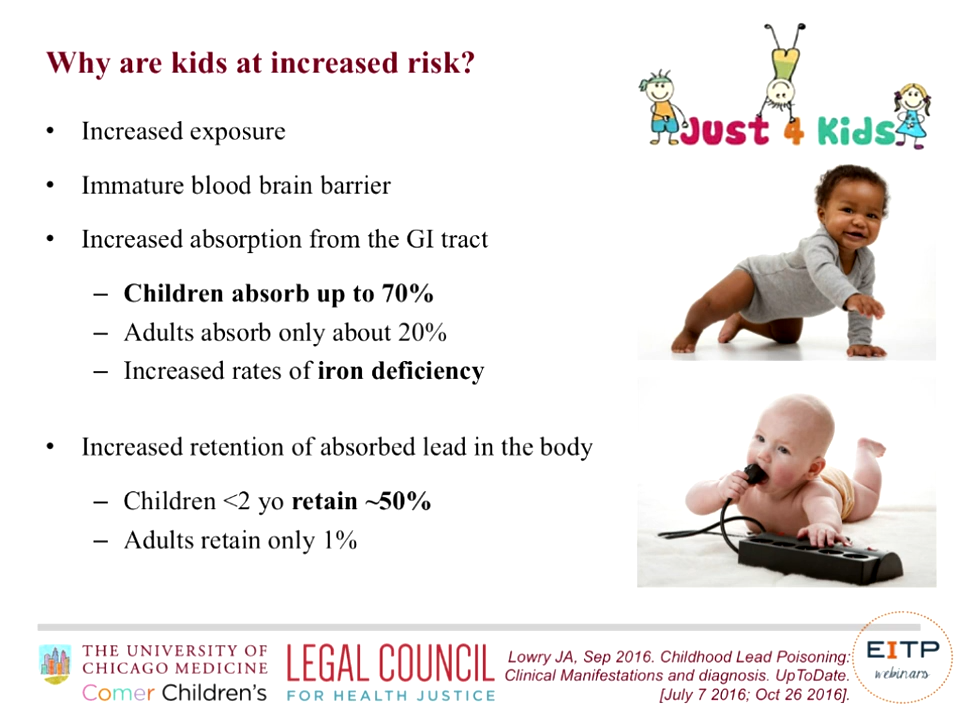 Why are kids at increased risk?
Just 4 Kids
• Increased exposure
• Immature blood brain barrier
• Increased absorption from the GI tract
– Children absorb up to 70%
– Adults absorb only about 20%
– Increased rates of iron deficiency
• Increased retention of absorbed lead in the body
– Children <2 yo retain ~50%
– Adults retain only 1%
THE UNIVERSITY OF
CHICAGO MEDICINE
Comer Children's
LEGAL COUNCIL
FOR HEALTH JUSTICE
Lowry JA, Sep 2016. Childhood Lead Poisoning:
Clinical Manifestations and diagnosis. UpToDate.
[July 7 2016; Oct 26 2016].
EITP
webinars